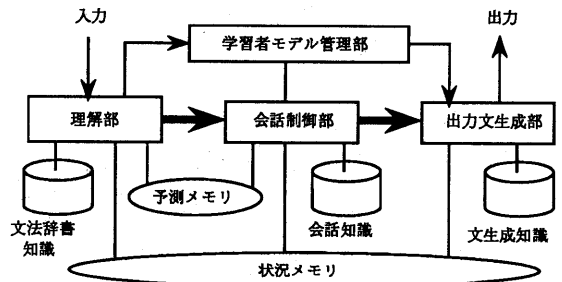 入力
出力
学習者モデル管理部
理解部
会話制御部
出力文生成部
予測メモリ
文法辞書
知識
会話知識
文生成知識
状況メモリ